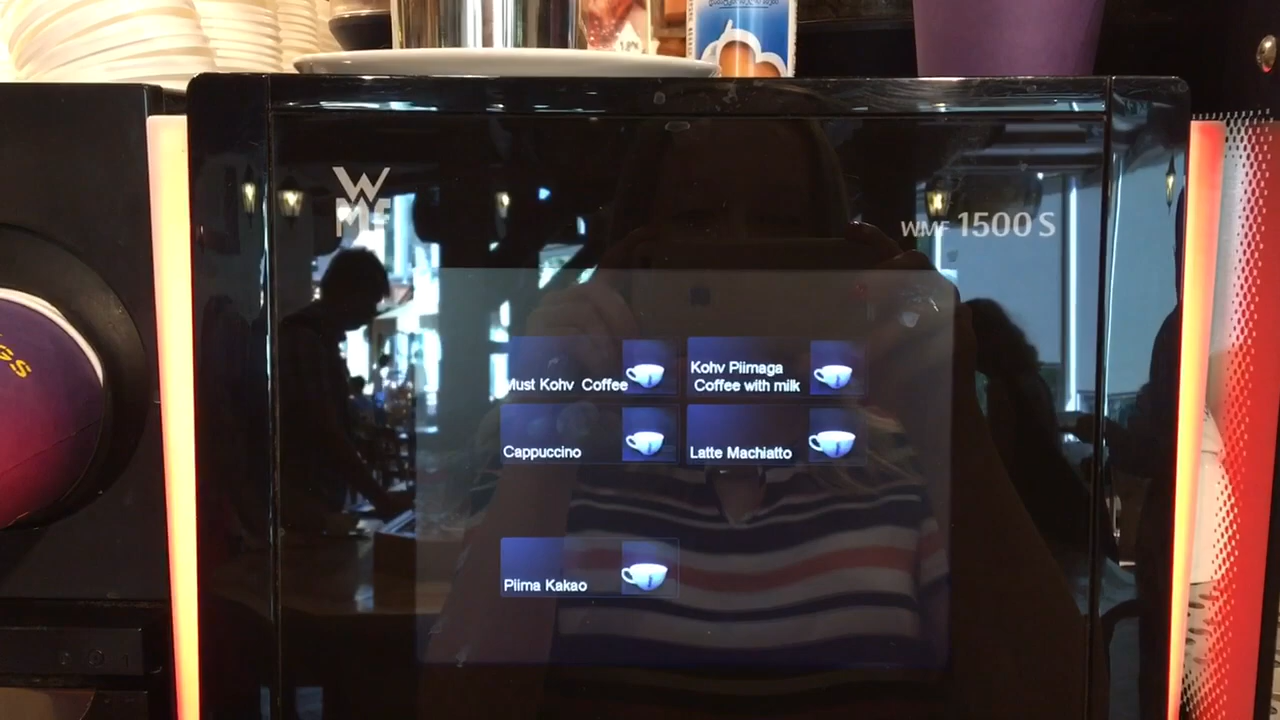 WMF
WMF 1500 S
Must Kohv Coffee
Kohv Piimaga
Coffee with milk
Cappuccino
Latte Machiatto
Piima Kakao